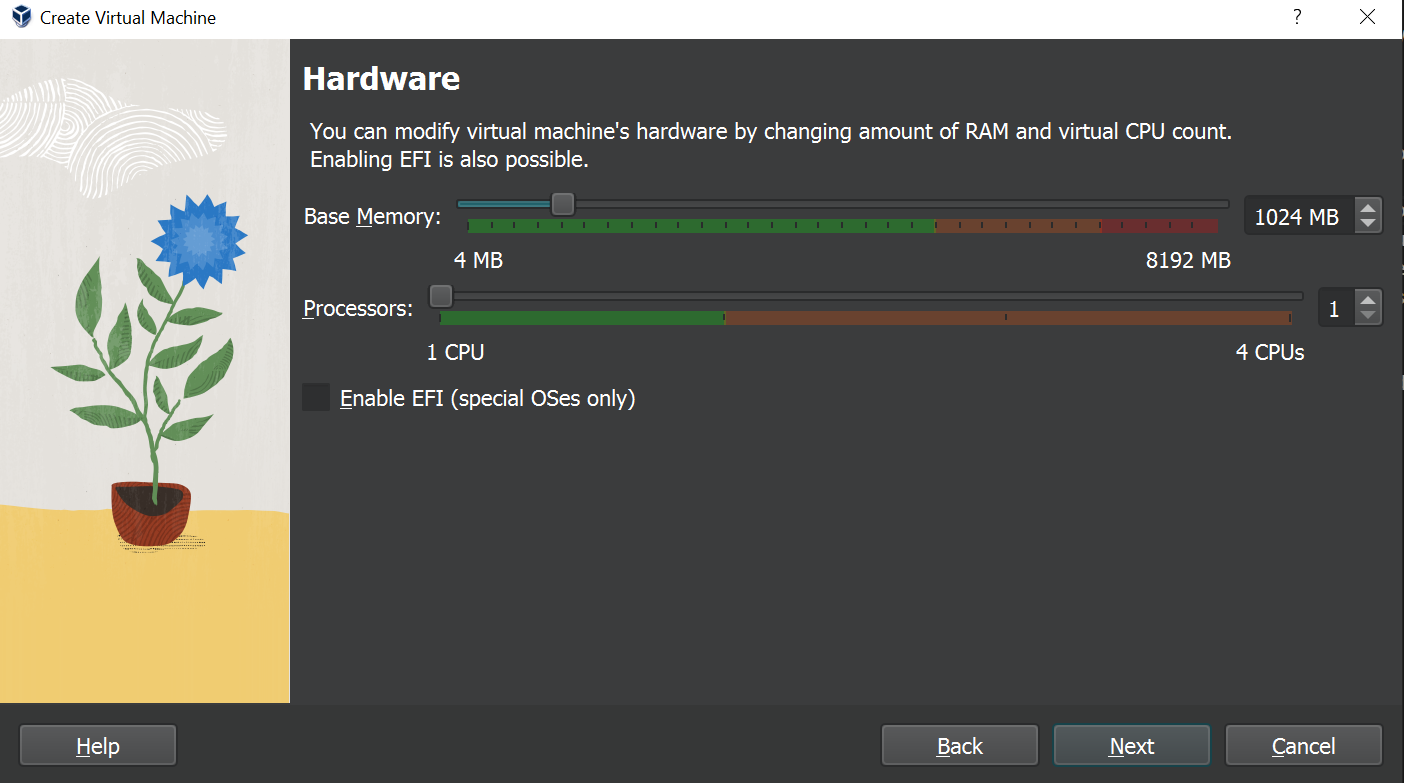 Create Virtual Machine
?
Hardware
You can modify virtual machine's hardware by changing amount of RAM and virtual CPU count.
Enabling EFI is also possible.
Base Memory:
1024 MB
4 MB
8192 MB
Processors:
1
1 CPU
4 CPUs
Enable EFI (special OSes only)
Help
Back
Next
Cancel